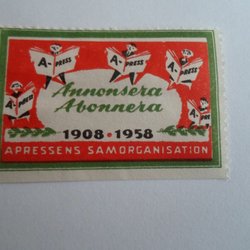 A-PRESS
A-PRESS
A-PRESS
A-PRESS
A-PRESS
Annonsera
Abonnera
1908 · 1958
APRESSENS SAMORGANISATION